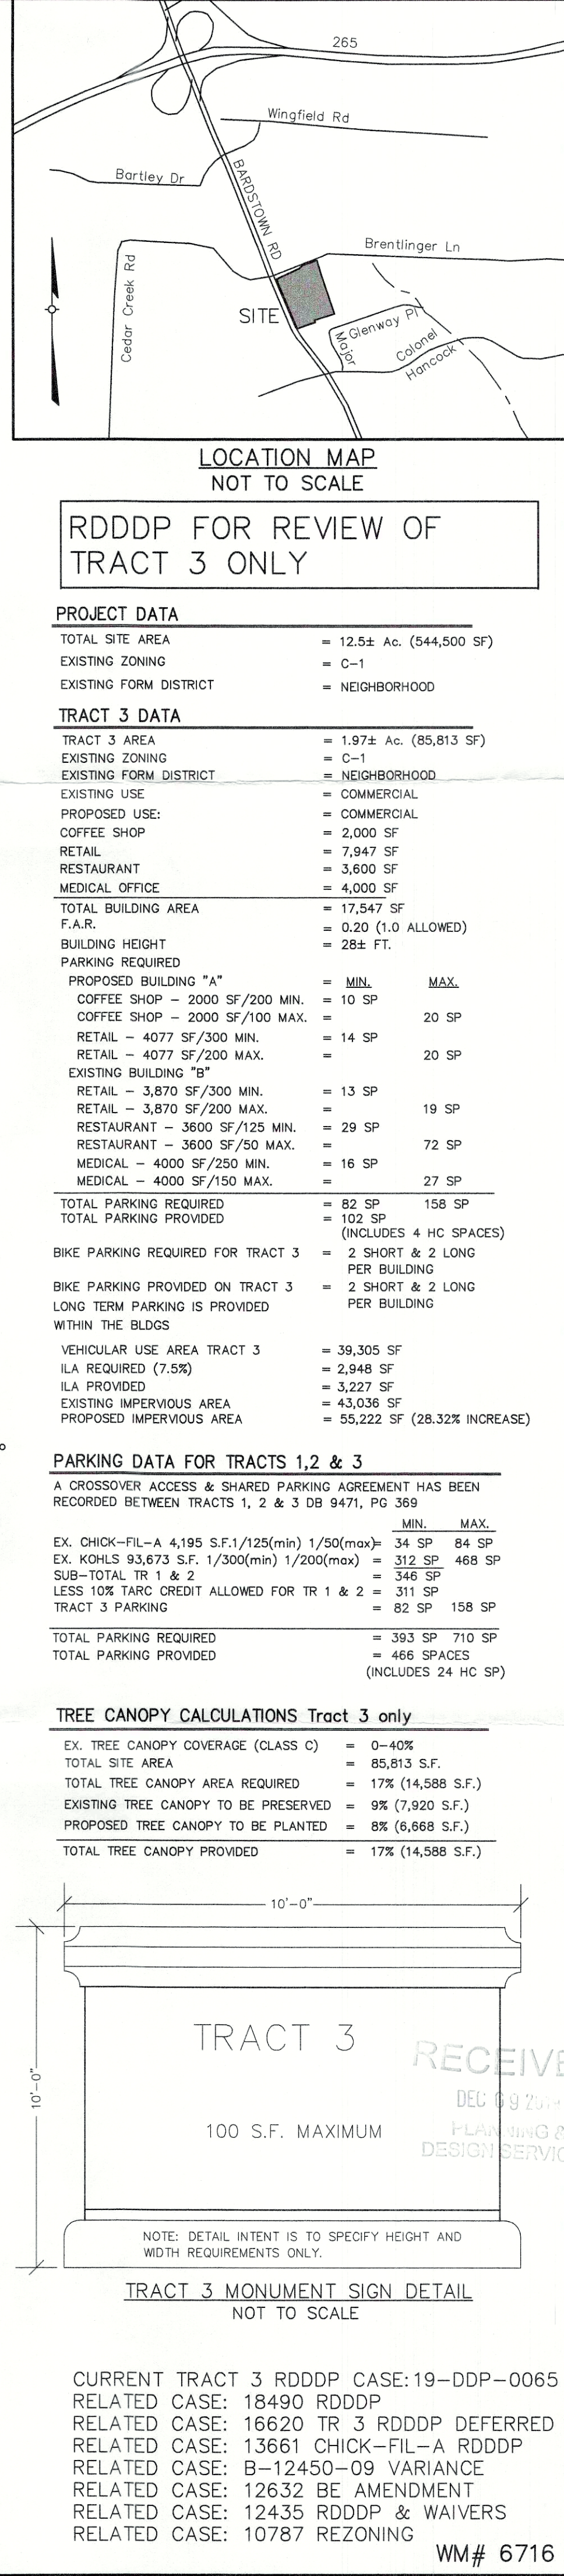 265
Wingfield Rd
Bartley Dr
BARDSTOWN RD
Brentlinger Ln
Cedar Creek Rd
SITE
Glenway Pl
Major
Colonel
Hancock
LOCATION MAP
NOT TO SCALE
RDDDP FOR REVIEW OF
TRACT 3 ONLY
PROJECT DATA
TOTAL SITE AREA = 12.5± Ac. (544,500 SF)
EXISTING ZONING = C-1
EXISTING FORM DISTRICT = NEIGHBORHOOD
TRACT 3 DATA
TRACT 3 AREA = 1.97± Ac. (85,813 SF)
EXISTING ZONING = C-1
EXISTING FORM DISTRICT = NEIGHBORHOOD
EXISTING USE = COMMERCIAL
PROPOSED USE: = COMMERCIAL
COFFEE SHOP = 2,000 SF
RETAIL = 7,947 SF
RESTAURANT = 3,600 SF
MEDICAL OFFICE = 4,000 SF
TOTAL BUILDING AREA = 17,547 SF
F.A.R. = 0.20 (1.0 ALLOWED)
BUILDING HEIGHT = 28± FT.
PARKING REQUIRED
PROPOSED BUILDING "A" = MIN. MAX.
COFFEE SHOP - 2000 SF/200 MIN. = 10 SP
COFFEE SHOP - 2000 SF/100 MAX. = 20 SP
RETAIL - 4077 SF/300 MIN. = 14 SP
RETAIL - 4077 SF/200 MAX. = 20 SP
EXISTING BUILDING "B"
RETAIL - 3,870 SF/300 MIN. = 13 SP
RETAIL - 3,870 SF/200 MAX. = 19 SP
RESTAURANT - 3600 SF/125 MIN. = 29 SP
RESTAURANT - 3600 SF/50 MAX. = 72 SP
MEDICAL - 4000 SF/250 MIN. = 16 SP
MEDICAL - 4000 SF/150 MAX. = 27 SP
TOTAL PARKING REQUIRED = 82 SP 158 SP
TOTAL PARKING PROVIDED = 102 SP
(INCLUDES 4 HC SPACES)
BIKE PARKING REQUIRED FOR TRACT 3 = 2 SHORT & 2 LONG
PER BUILDING
BIKE PARKING PROVIDED ON TRACT 3 = 2 SHORT & 2 LONG
LONG TERM PARKING IS PROVIDED PER BUILDING
WITHIN THE BLDGS
VEHICULAR USE AREA TRACT 3 = 39,305 SF
ILA REQUIRED (7.5%) = 2,948 SF
ILA PROVIDED = 3,227 SF
EXISTING IMPERVIOUS AREA = 43,036 SF
PROPOSED IMPERVIOUS AREA = 55,222 SF (28.32% INCREASE)
PARKING DATA FOR TRACTS 1,2 & 3
A CROSSOVER ACCESS & SHARED PARKING AGREEMENT HAS BEEN
RECORDED BETWEEN TRACTS 1, 2 & 3 DB 9471, PG 369
MIN. MAX.
EX. CHICK-FIL-A 4,195 S.F.1/125(min) 1/50(max)= 34 SP 84 SP
EX. KOHLS 93,673 S.F. 1/300(min) 1/200(max) = 312 SP 468 SP
SUB-TOTAL TR 1 & 2 = 346 SP
LESS 10% TARC CREDIT ALLOWED FOR TR 1 & 2 = 311 SP
TRACT 3 PARKING = 82 SP 158 SP
TOTAL PARKING REQUIRED = 393 SP 710 SP
TOTAL PARKING PROVIDED = 466 SPACES
(INCLUDES 24 HC SP)
TREE CANOPY CALCULATIONS Tract 3 only
EX. TREE CANOPY COVERAGE (CLASS C) = 0-40%
TOTAL SITE AREA = 85,813 S.F.
TOTAL TREE CANOPY AREA REQUIRED = 17% (14,588 S.F.)
EXISTING TREE CANOPY TO BE PRESERVED = 9% (7,920 S.F.)
PROPOSED TREE CANOPY TO BE PLANTED = 8% (6,668 S.F.)
TOTAL TREE CANOPY PROVIDED = 17% (14,588 S.F.)
10'-0"
10'-0"
TRACT 3
RECEIVE
DEC 09
PLANNING &
DESIGN SERVIC
100 S.F. MAXIMUM
NOTE: DETAIL INTENT IS TO SPECIFY HEIGHT AND
WIDTH REQUIREMENTS ONLY.
TRACT 3 MONUMENT SIGN DETAIL
NOT TO SCALE
CURRENT TRACT 3 RDDDP CASE:19-DDP-0065
RELATED CASE: 18490 RDDDP
RELATED CASE: 16620 TR 3 RDDDP DEFERRED
RELATED CASE: 13661 CHICK-FIL-A RDDDP
RELATED CASE: B-12450-09 VARIANCE
RELATED CASE: 12632 BE AMENDMENT
RELATED CASE: 12435 RDDDP & WAIVERS
RELATED CASE: 10787 REZONING
WM# 6716